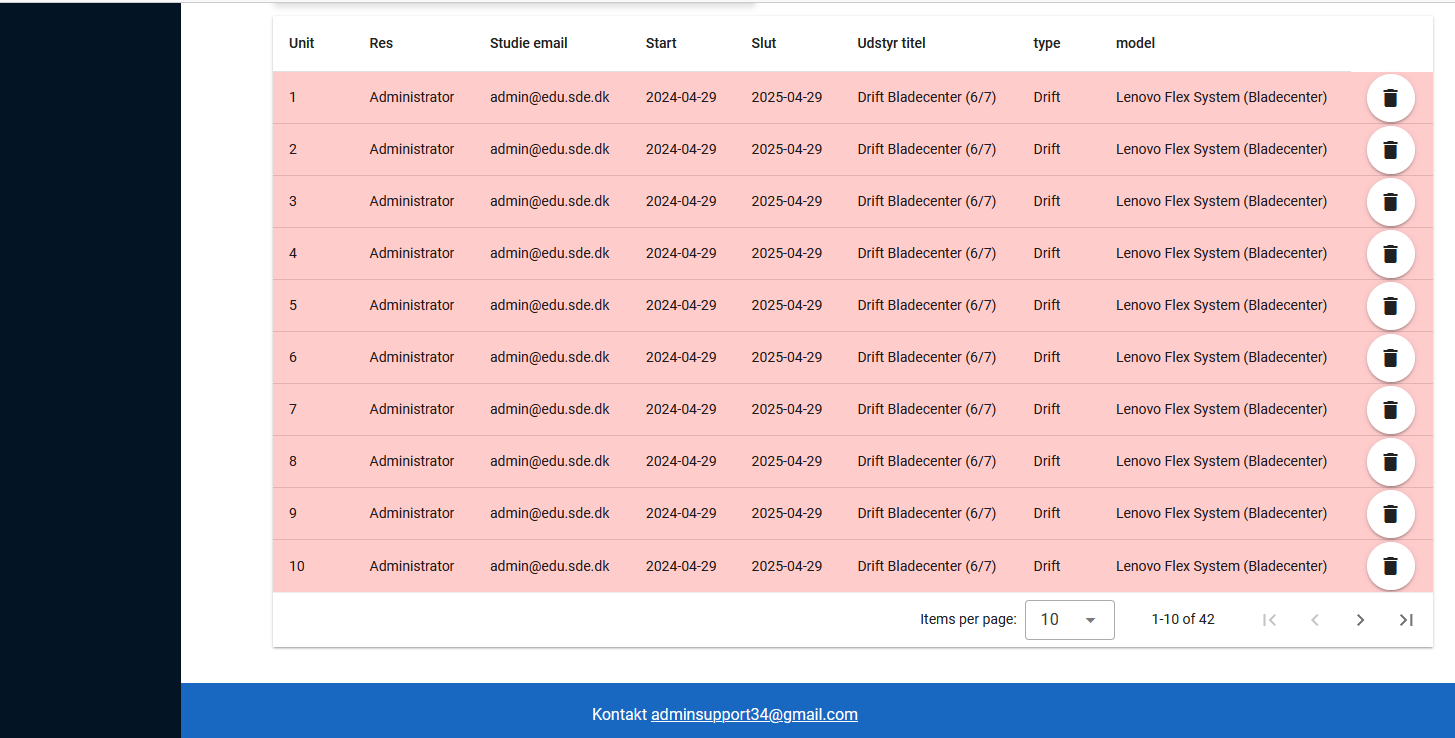 Unit Res Studie email Start Slut Udstyr titel type model
1 Administrator admin@edu.sde.dk 2024-04-29 2025-04-29 Drift Bladecenter (6/7) Drift Lenovo Flex System (Bladecenter)
2 Administrator admin@edu.sde.dk 2024-04-29 2025-04-29 Drift Bladecenter (6/7) Drift Lenovo Flex System (Bladecenter)
3 Administrator admin@edu.sde.dk 2024-04-29 2025-04-29 Drift Bladecenter (6/7) Drift Lenovo Flex System (Bladecenter)
4 Administrator admin@edu.sde.dk 2024-04-29 2025-04-29 Drift Bladecenter (6/7) Drift Lenovo Flex System (Bladecenter)
5 Administrator admin@edu.sde.dk 2024-04-29 2025-04-29 Drift Bladecenter (6/7) Drift Lenovo Flex System (Bladecenter)
6 Administrator admin@edu.sde.dk 2024-04-29 2025-04-29 Drift Bladecenter (6/7) Drift Lenovo Flex System (Bladecenter)
7 Administrator admin@edu.sde.dk 2024-04-29 2025-04-29 Drift Bladecenter (6/7) Drift Lenovo Flex System (Bladecenter)
8 Administrator admin@edu.sde.dk 2024-04-29 2025-04-29 Drift Bladecenter (6/7) Drift Lenovo Flex System (Bladecenter)
9 Administrator admin@edu.sde.dk 2024-04-29 2025-04-29 Drift Bladecenter (6/7) Drift Lenovo Flex System (Bladecenter)
10 Administrator admin@edu.sde.dk 2024-04-29 2025-04-29 Drift Bladecenter (6/7) Drift Lenovo Flex System (Bladecenter)
Items per page: 10 1-10 of 42
Kontakt adminsupport34@gmail.com